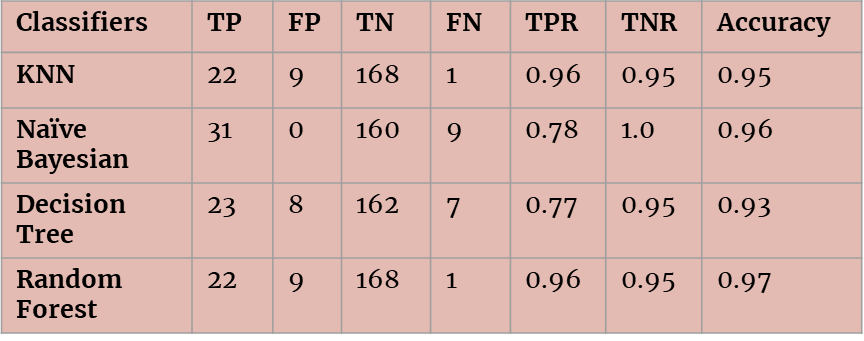 Classifiers TP FP TN FN TPR TNR Accuracy
KNN 22 9 168 1 0.96 0.95 0.95
Naïve 31 0 160 9 0.78 1.0 0.96
Bayesian
Decision 23 8 162 7 0.77 0.95 0.93
Tree
Random 22 9 168 1 0.96 0.95 0.97
Forest